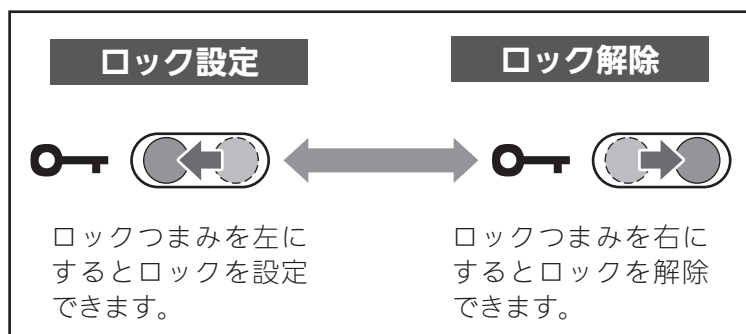 ロック設定
ロックつまみを左に
するとロックを設定
できます。
ロック解除
ロックつまみを右に
するとロックを解除
できます。